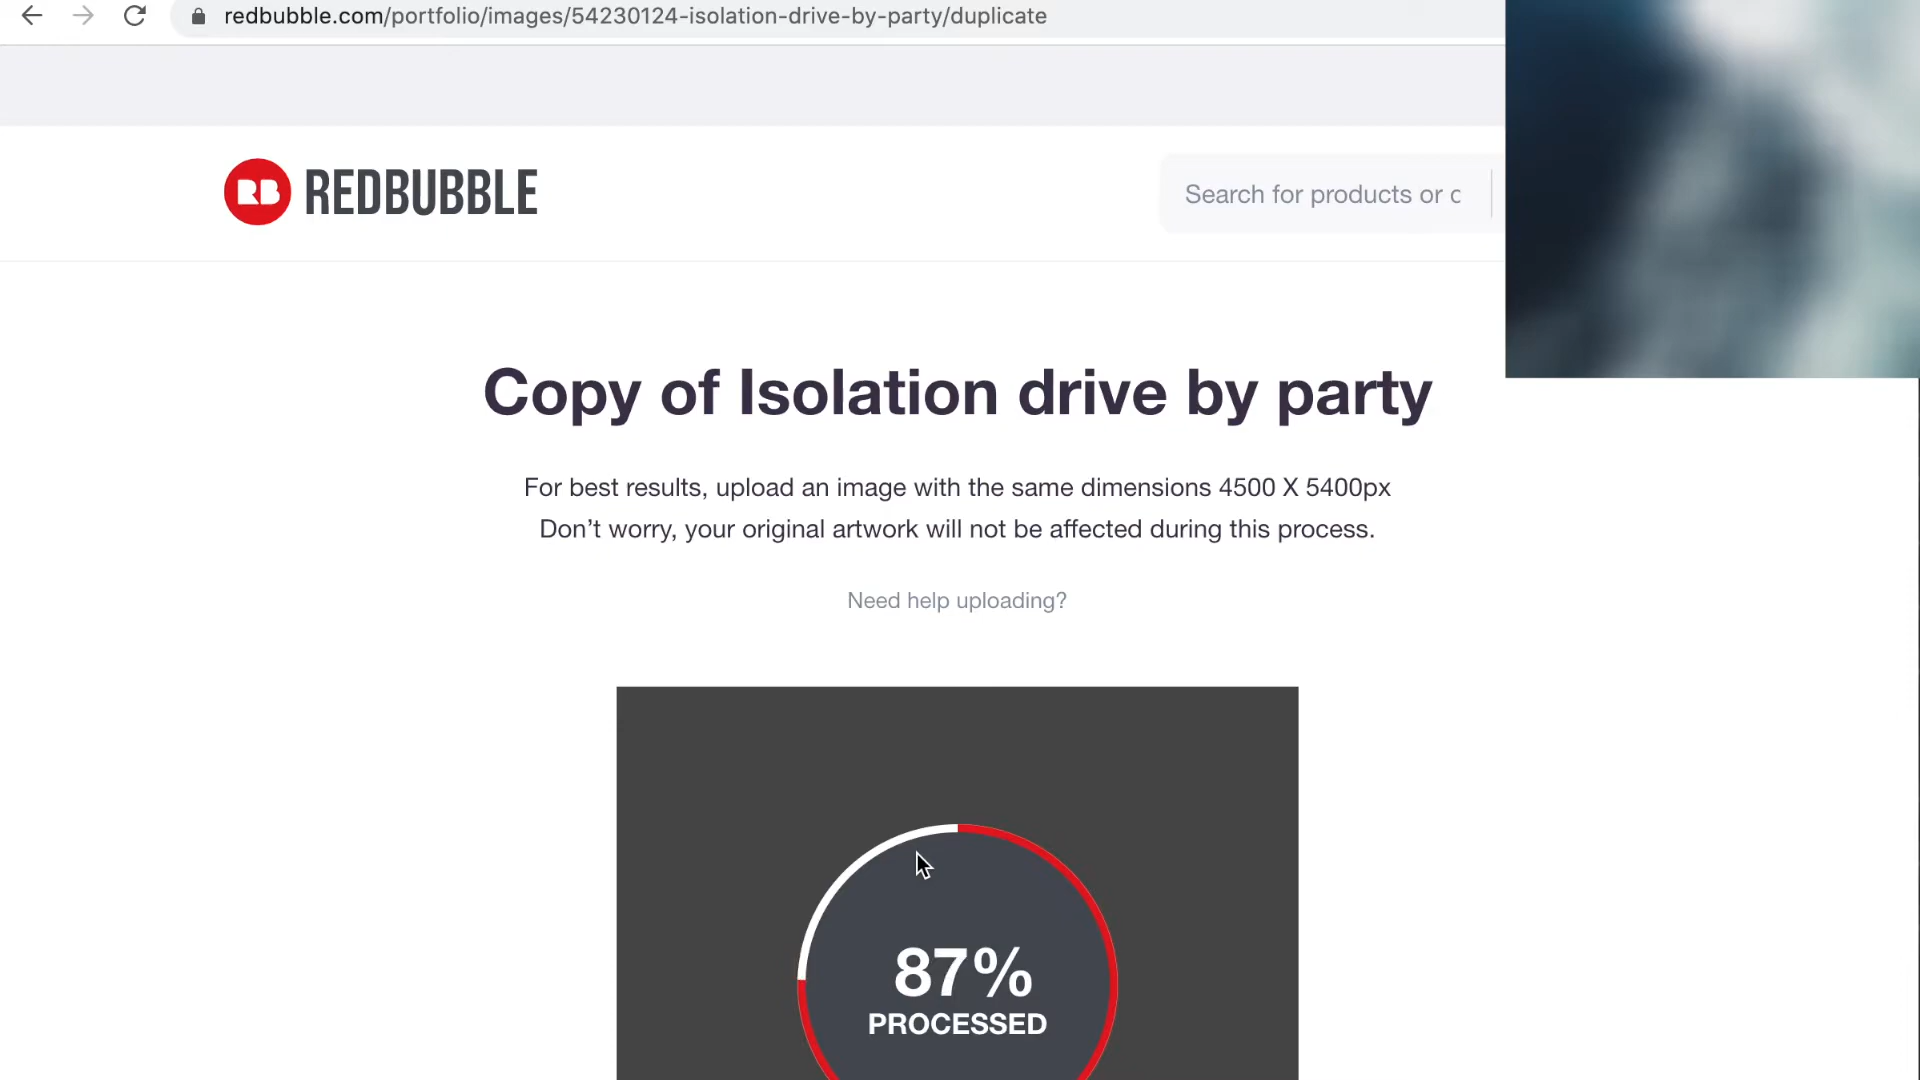 redbubble.com/portfolio/images/54230124-isolation-drive-by-party/duplicate
RB REDBUBBLE
Search for products or c
Copy of Isolation drive by party
For best results, upload an image with the same dimensions 4500 X 5400px
Don’t worry, your original artwork will not be affected during this process.
Need help uploading?
87%
PROCESSED